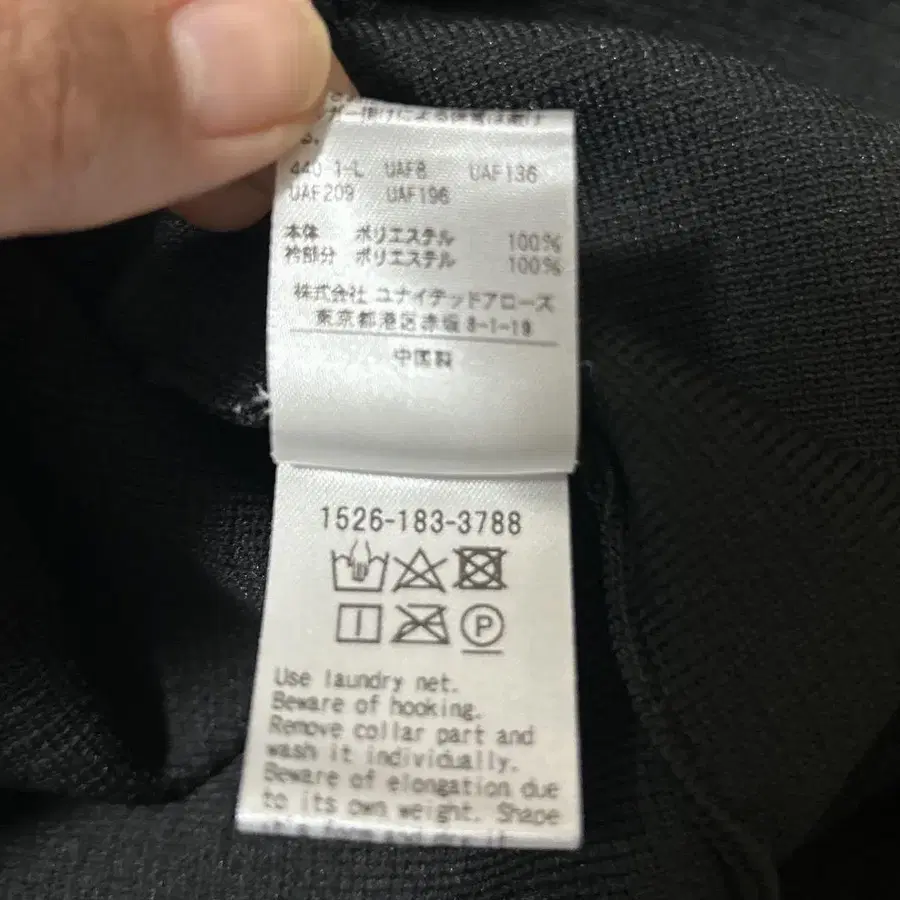 440-1-L UAF8 UAF136
UAF209 UAF196
本体 ポリエステル 100%
衿部分 ポリエステル 100%
株式会社 ユナイテッドアローズ
東京都港区赤坂8-1-19
中国製
1526-183-3788
P
Use laundry net.
Beware of hooking.
Remove collar part and
wash it individually.
Beware of elongation due
to its own weight. Shape